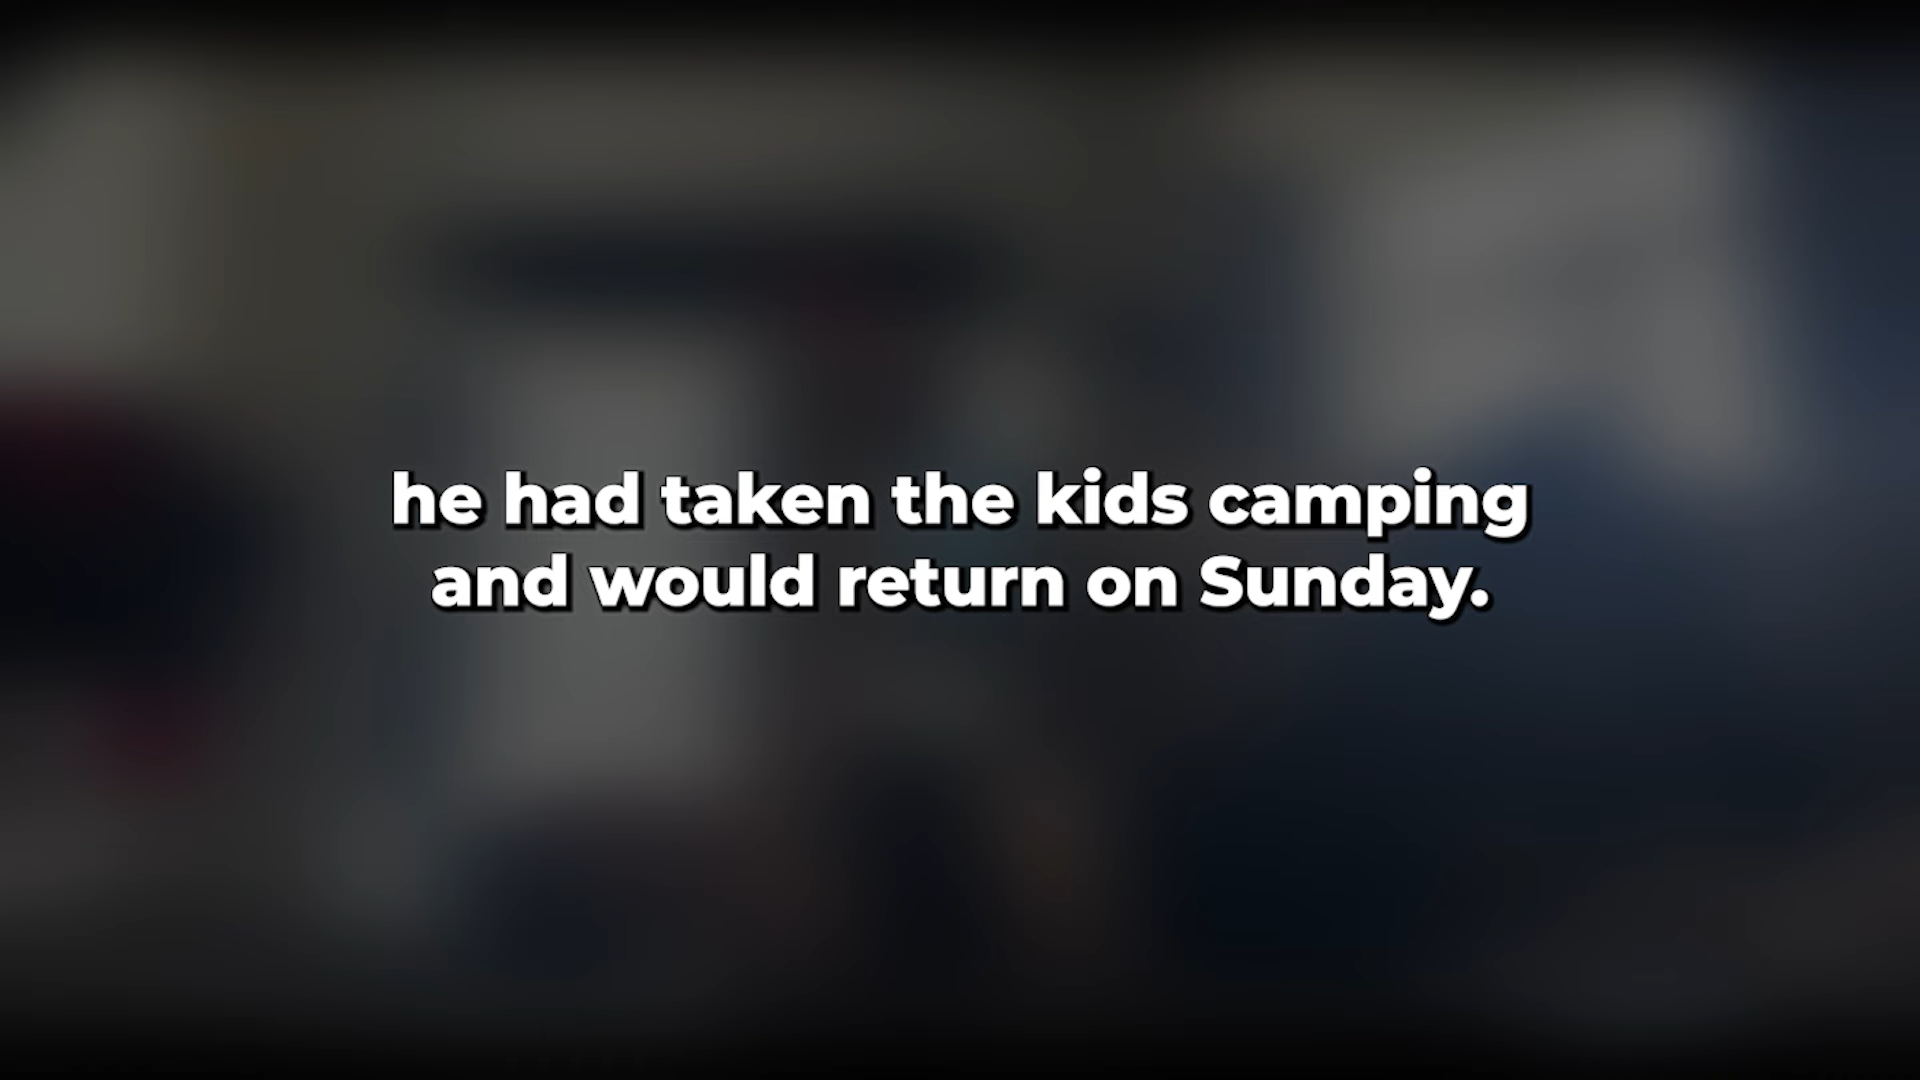 he had taken the kids camping
and would return on Sunday.